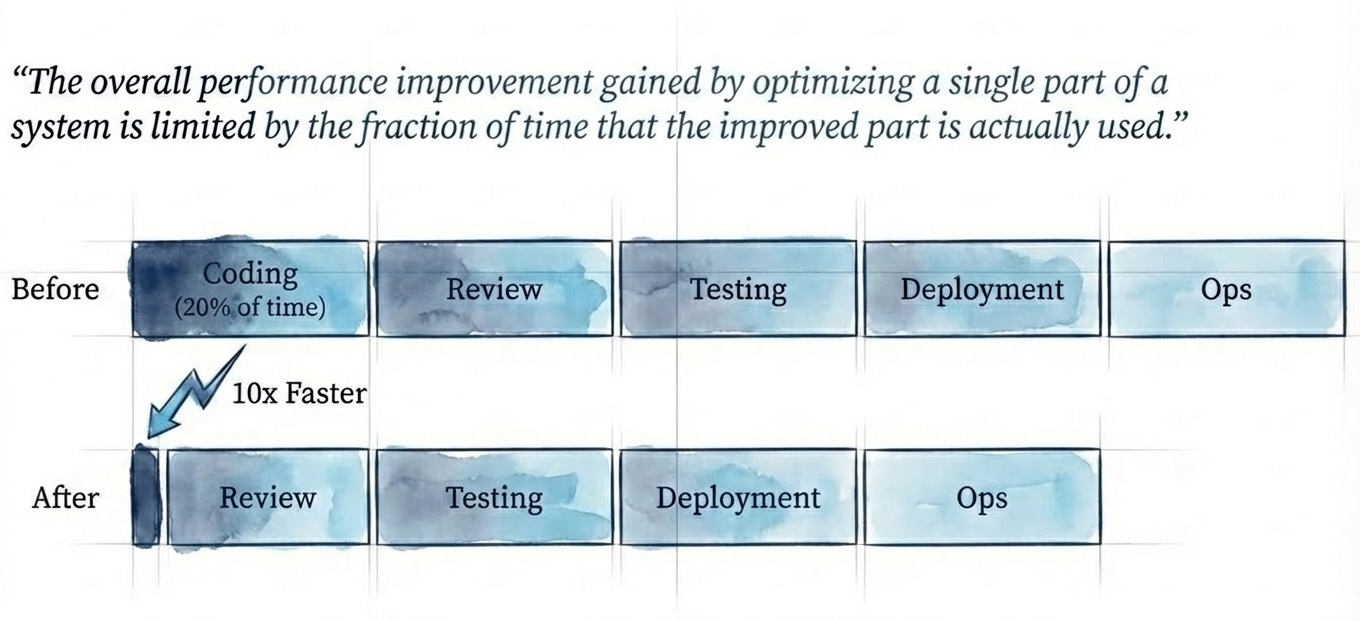 “The overall performance improvement gained by optimizing a single part of a
system is limited by the fraction of time that the improved part is actually used.”
Before
Coding
(20% of time)
Review
Testing
Deployment
Ops
10x Faster
After
Review
Testing
Deployment
Ops